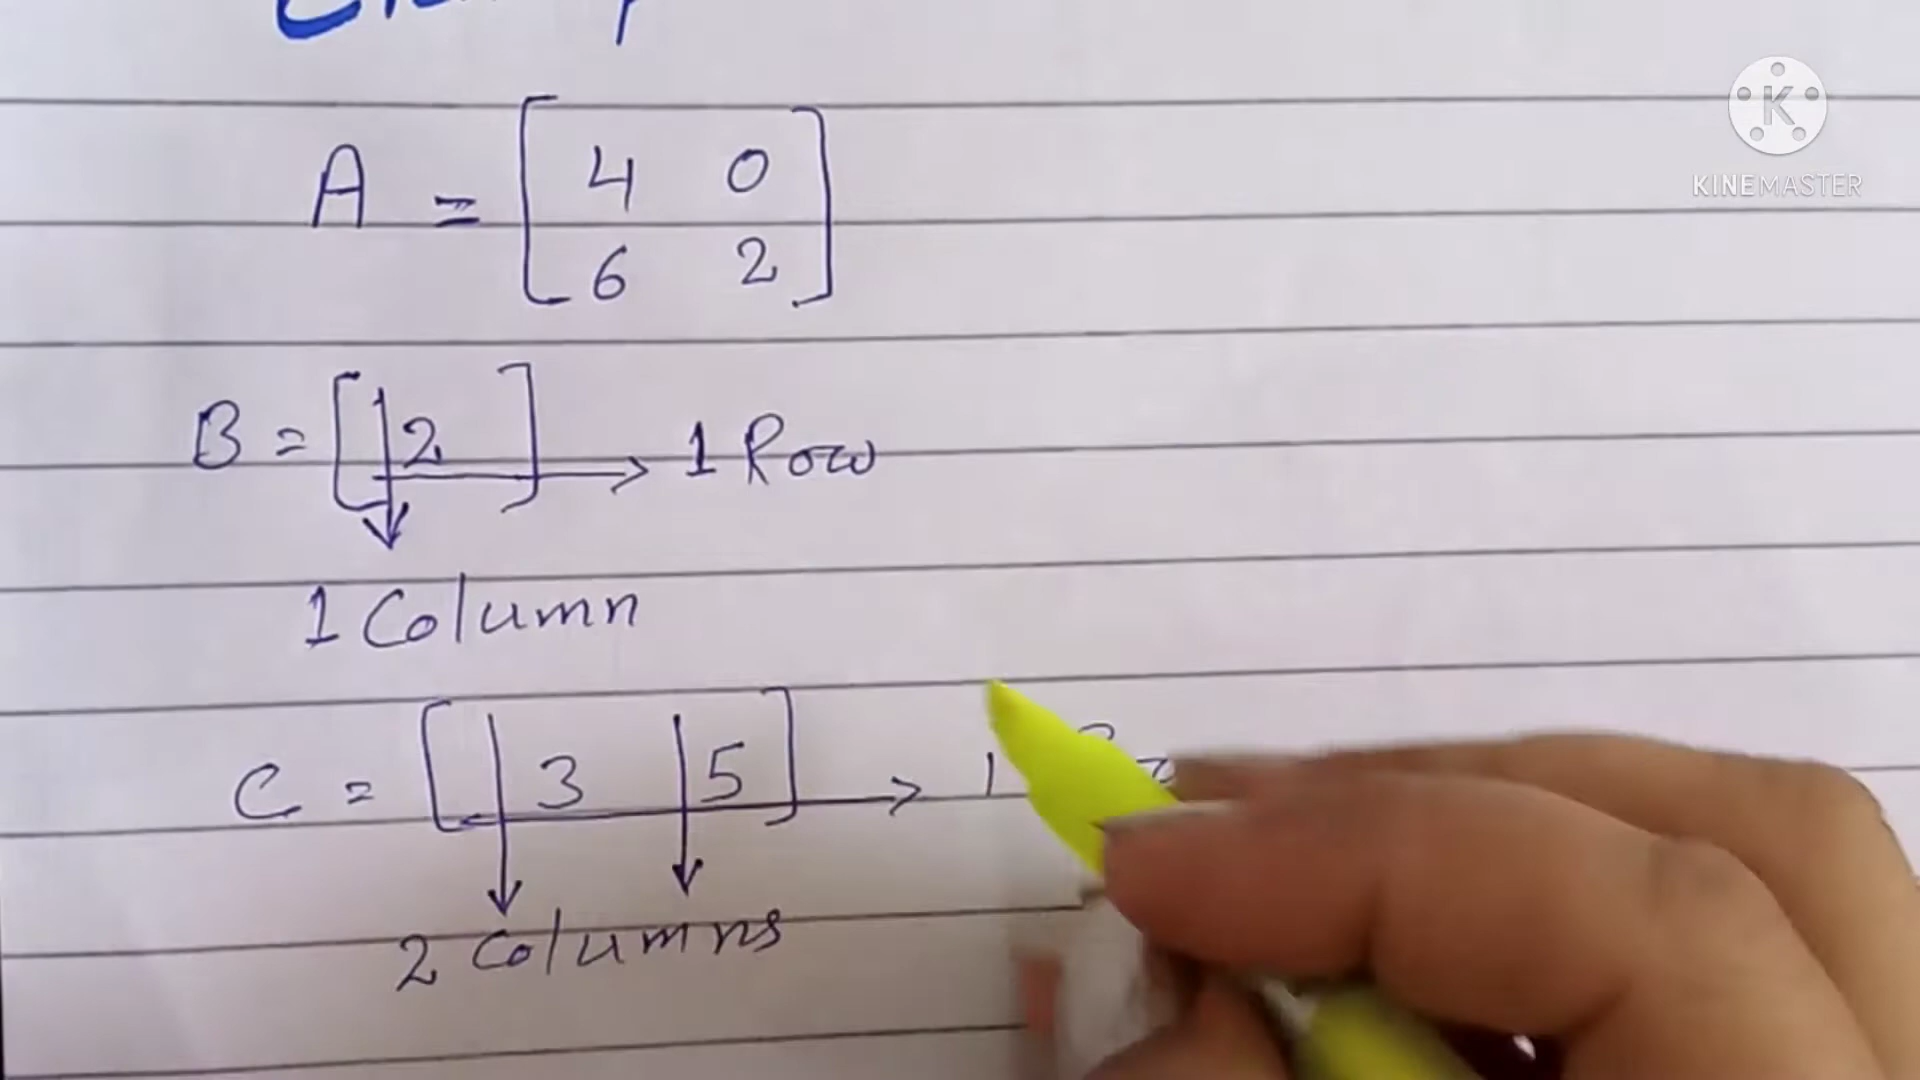 KINEMASTER
A = [ 4 0
6 2 ]
B = [ 2 ] → 1 Row
1 Column
C = [ 3 5 ] → 1
2 Columns